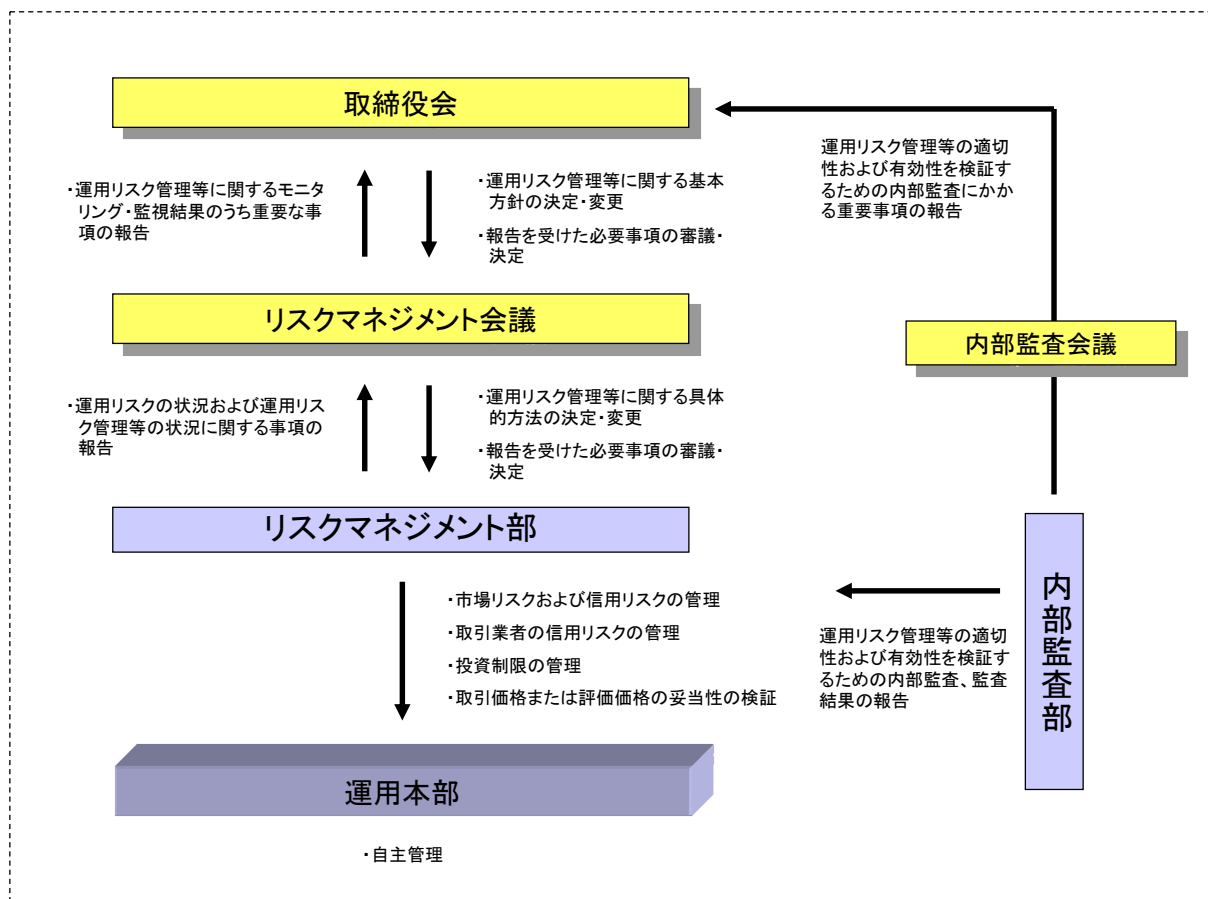 取締役会
・運用リスク管理等に関するモニ
タリング・監視結果のうち重要な事
項の報告
・運用リスク管理等に関する基本
方針の決定・変更
・報告を受けた必要事項の審議・
決定
運用リスク管理等の適切
性および有効性を検証す
るための内部監査にかか
る重要事項の報告
リスクマネジメント会議
内部監査会議
・運用リスクの状況および運用リス
ク管理等の状況に関する事項の
報告
・運用リスク管理等に関する具体
的方法の決定・変更
・報告を受けた必要事項の審議・
決定
リスクマネジメント部
・市場リスクおよび信用リスクの管理
・取引業者の信用リスクの管理
・投資制限の管理
・取引価格または評価価格の妥当性の検証
運用リスク管理等の適切
性および有効性を検証す
るための内部監査、監査
結果の報告
内部監査部
運用本部
・自主管理